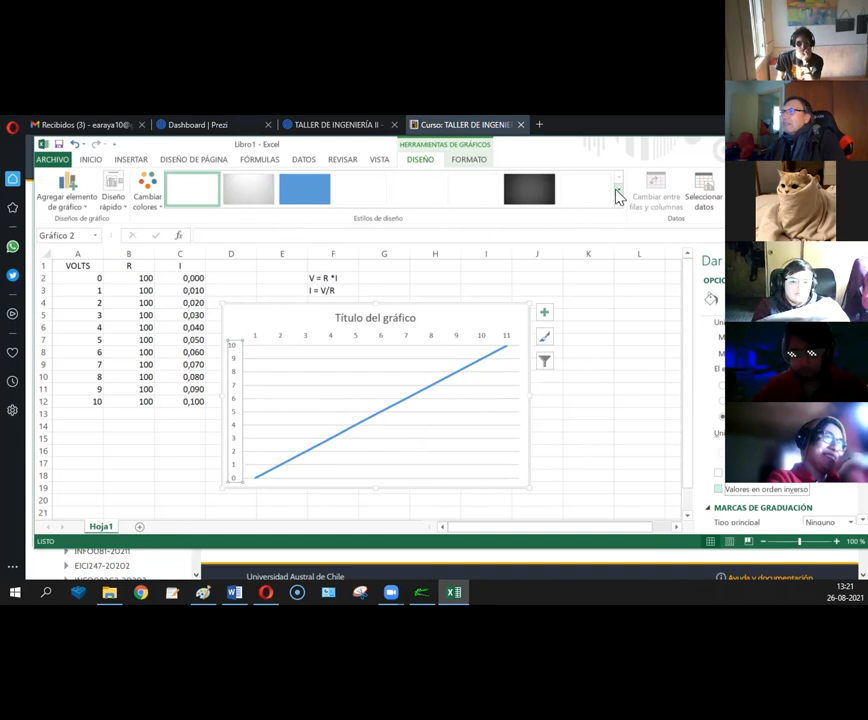 Recibidos (3) - earaya10@
Dashboard | Prezi
TALLER DE INGENIERÍA II -
Curso: TALLER DE INGENIE
Libro1 - Excel
HERRAMIENTAS DE GRÁFICOS
ARCHIVO INICIO INSERTAR DISEÑO DE PÁGINA FÓRMULAS DATOS REVISAR VISTA DISEÑO FORMATO
Agregar elemento de gráfico
Diseño rápido
Cambiar colores
Cambiar entre filas y columnas
Seleccionar datos
Diseños de gráfico
Estilos de diseño
Datos
Gráfico 2
fx
Dar
OPCIO
A B C D E F G H I J K L
1 VOLTS R I
2 0 100 0,000 V = R *I
3 1 100 0,010 I = V/R
4 2 100 0,020
5 3 100 0,030
6 4 100 0,040
7 5 100 0,050
8 6 100 0,060
9 7 100 0,070
10 8 100 0,080
11 9 100 0,090
12 10 100 0,100
13
14
15
16
17
18
19
20
21
Título del gráfico
1 2 3 4 5 6 7 8 9 10 11
10
9
8
7
6
5
4
3
2
1
0
El e
Valores en orden inverso
MARCAS DE GRADUACIÓN
Tipo principal Ninguno
Hoja1
LISTO
100 %
INFO081-20211
EICI247-20202
Universidad Austral de Chile
Ayuda y documentación
13:21
26-08-2021